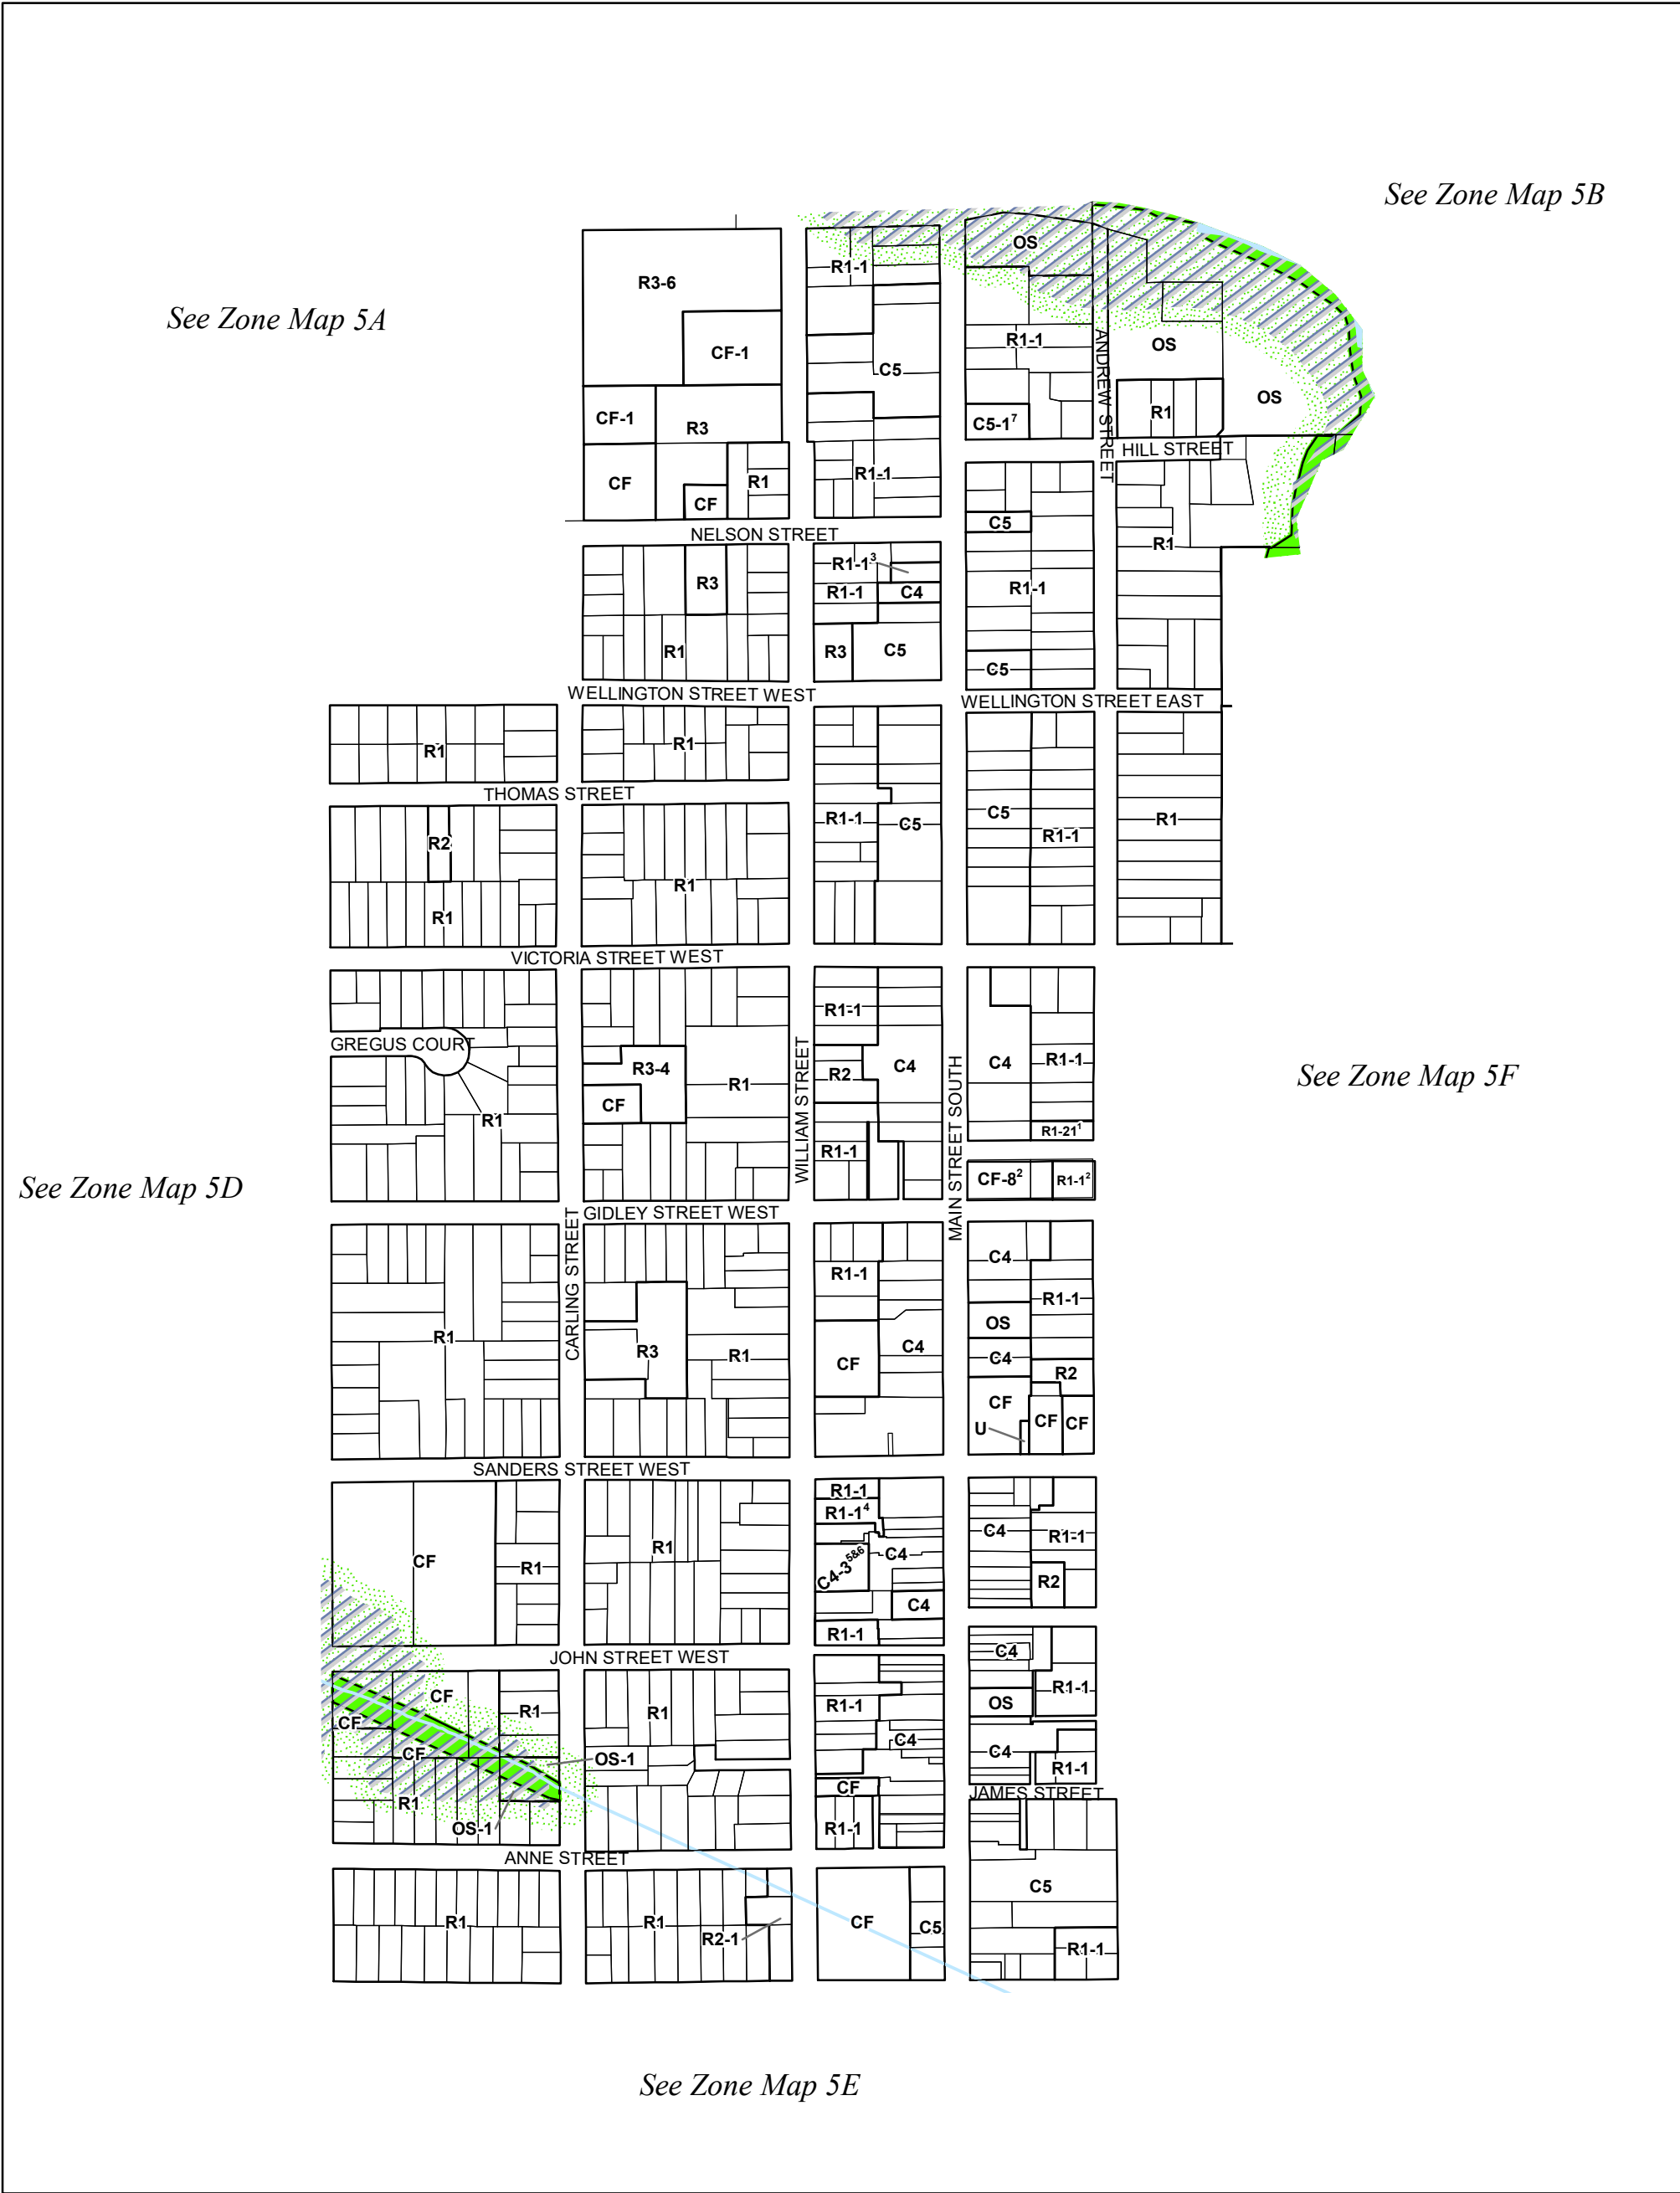 See Zone Map 5B
OS
R1-1
R3-6
See Zone Map 5A
ANDREW STREET
R1-1
OS
CF-1
C5
OS
R1
CF-1
C5-1⁷
R3
HILL STREET
R1-1
R1
CF
CF
C5
NELSON STREET
R1
R1-1³
R3
R1-1
R1-1
C4
C5
R3
R1
C5
WELLINGTON STREET WEST
WELLINGTON STREET EAST
R1
R1
THOMAS STREET
C5
R1-1
R1
C5
R1-1
R2
R1
R1
VICTORIA STREET WEST
R1-1
GREGUS COURT
C4
R1-1
C4
R3-4
R2
See Zone Map 5F
R1
WILLIAM STREET
MAIN STREET SOUTH
CF
R1
R1-21¹
R1-1
CF-8²
R1-1²
See Zone Map 5D
GIDLEY STREET WEST
CARLING STREET
C4
R1-1
R1-1
OS
R1
C4
R3
R1
C4
CF
R2
CF
CF
CF
U
SANDERS STREET WEST
R1-1
R1-1⁴
C4
R1-1
R1
C4
CF
R1
C4-3⁵&⁶
R2
C4
R1-1
C4
JOHN STREET WEST
R1-1
CF
R1
R1
R1-1
OS
CF
C4
C4
CF
OS-1
R1-1
CF
JAMES STREET
R1
OS-1
R1-1
ANNE STREET
C5
R1
R1
CF
C5
R2-1
R1-1
See Zone Map 5E